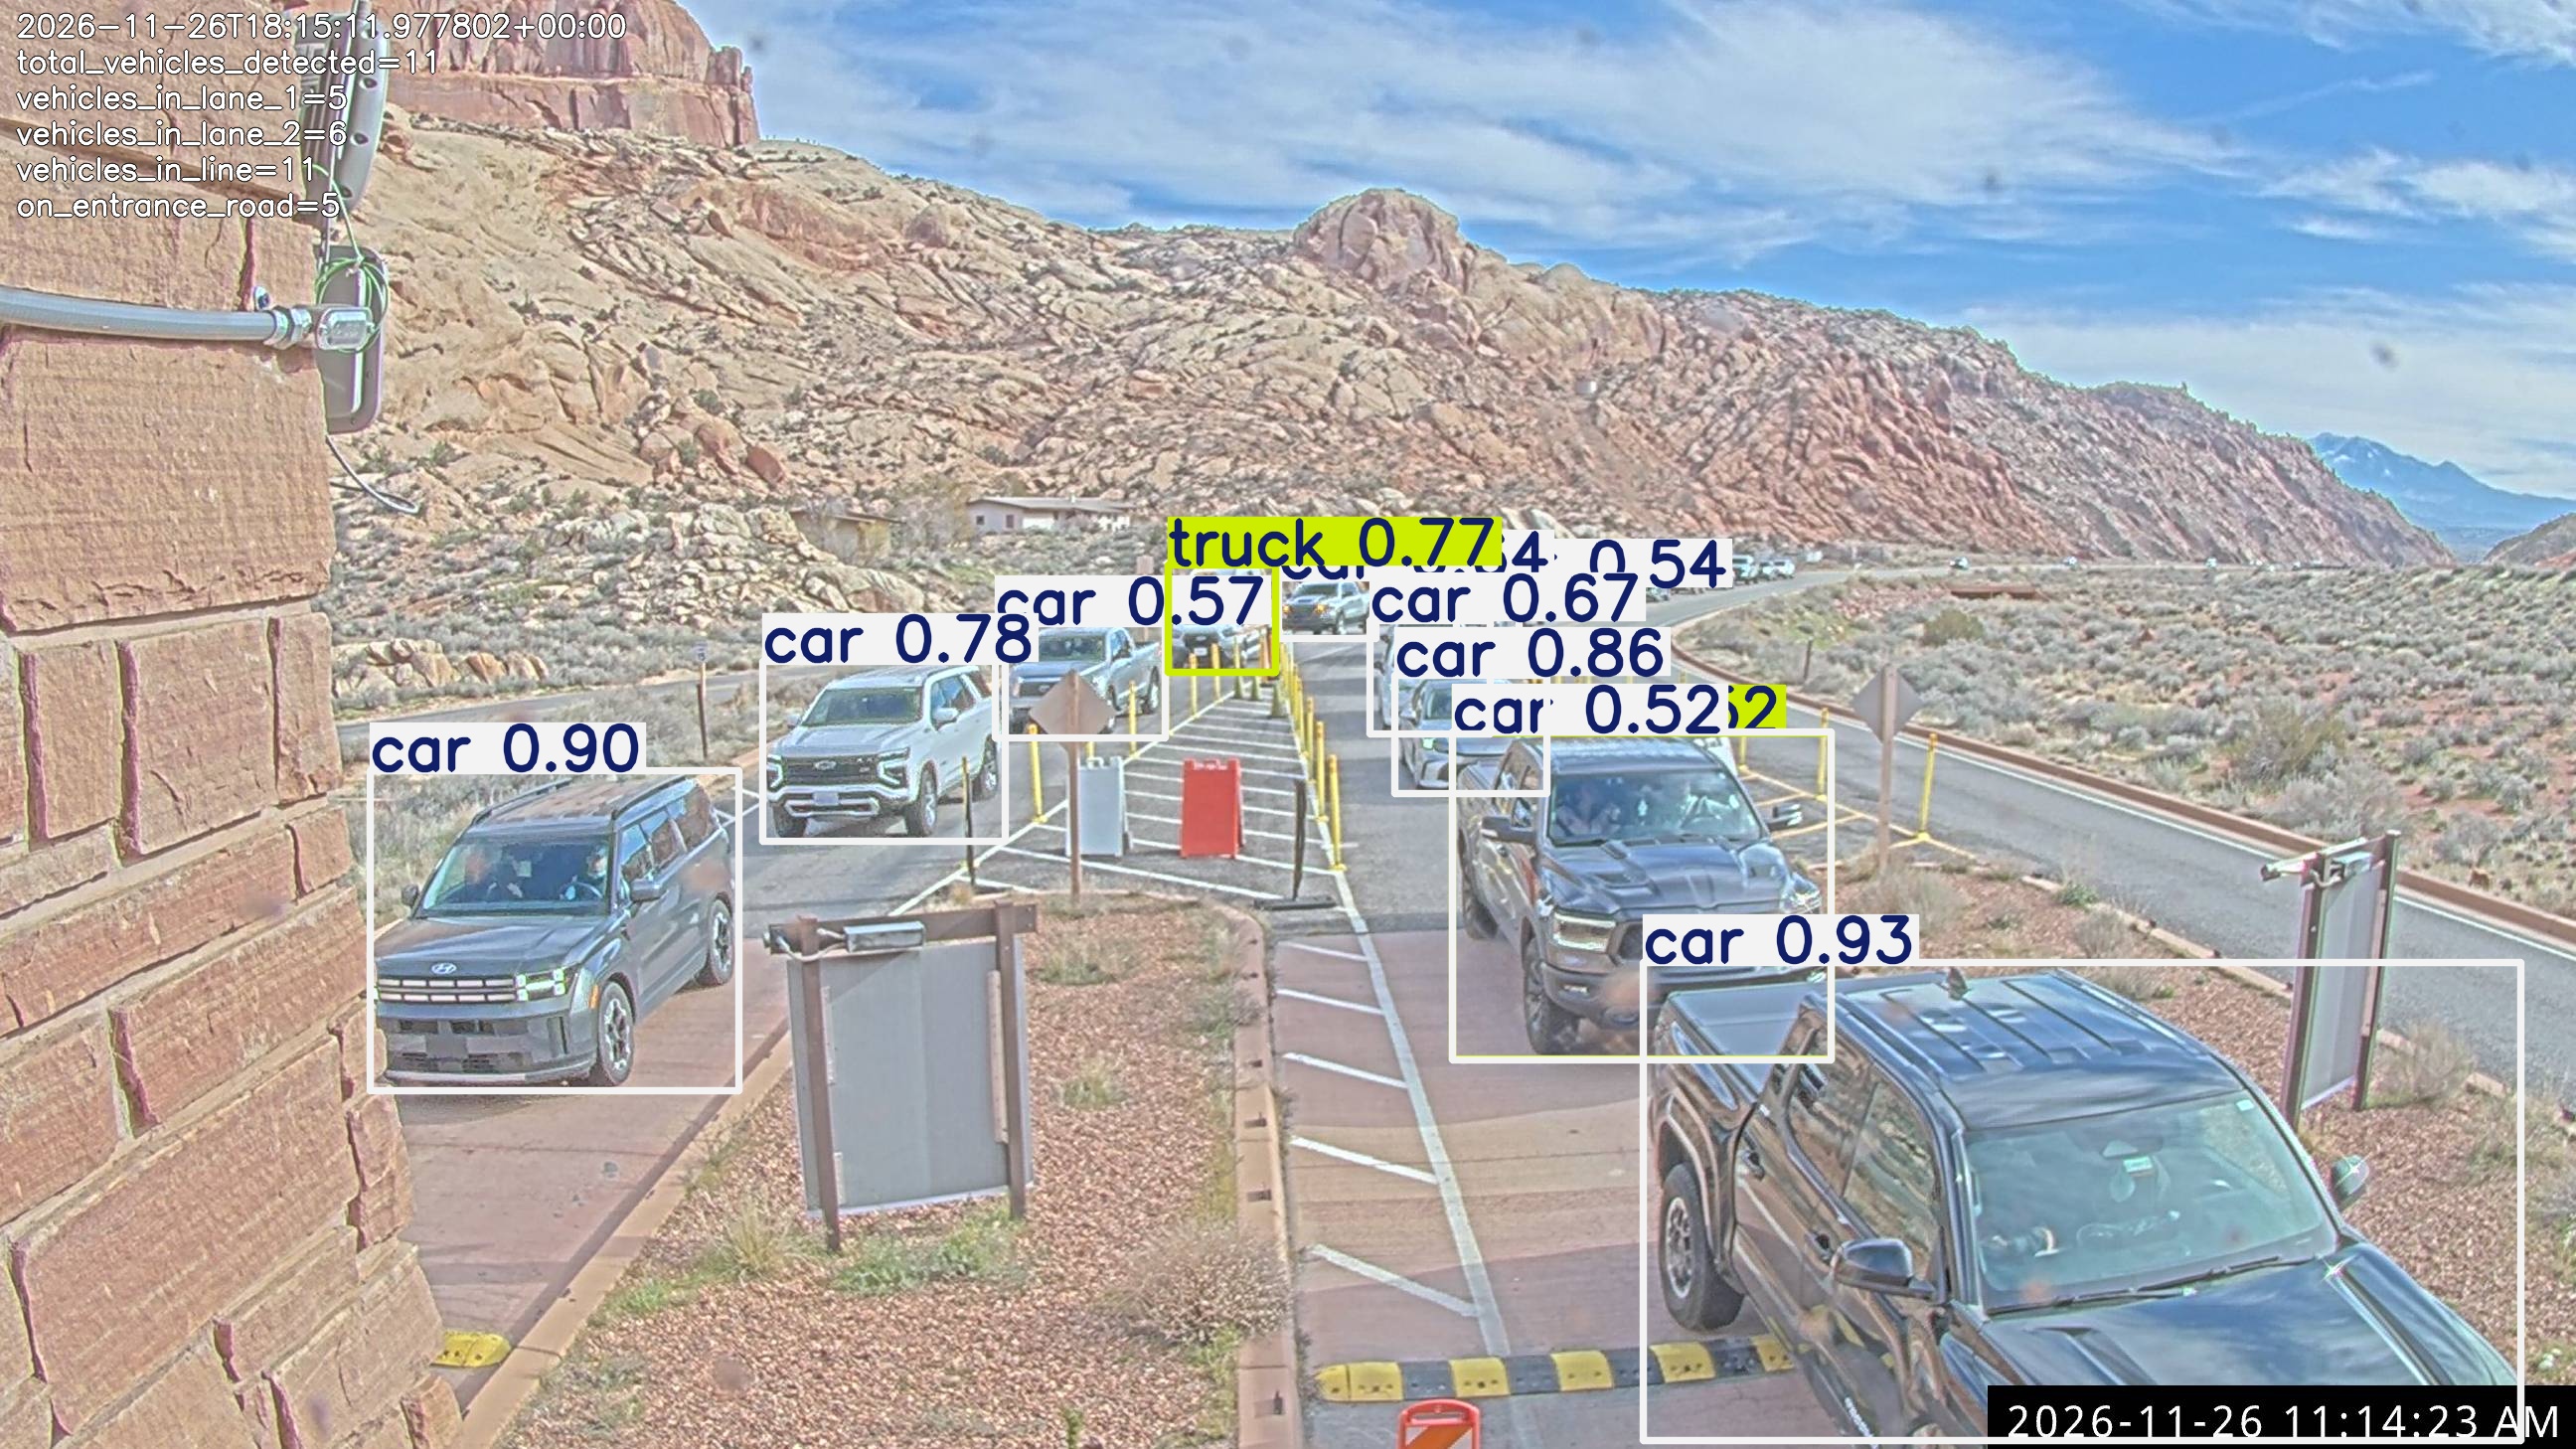 2026-11-26T18:15:11.977802+00:00
total_vehicles_detected=11
vehicles_in_lane_1=5
vehicles_in_lane_2=6
vehicles_in_line=11
on_entrance_road=5
truck 0.77
0.54
car 0.57
car 0.67
car 0.78
car 0.86
car 0.52
car 0.90
car 0.93
2026-11-26 11:14:23 AM